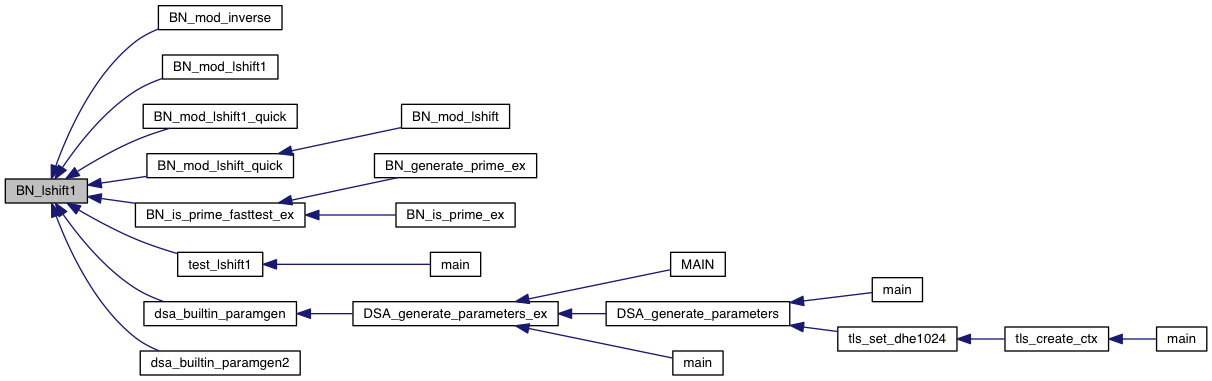 BN_mod_inverse
BN_mod_lshift1
BN_mod_lshift1_quick
BN_mod_lshift
BN_mod_lshift_quick
BN_generate_prime_ex
BN_lshift1
BN_is_prime_fasttest_ex
BN_is_prime_ex
test_lshift1
main
MAIN
main
dsa_builtin_paramgen
DSA_generate_parameters_ex
DSA_generate_parameters
tls_set_dhe1024
tls_create_ctx
main
dsa_builtin_paramgen2
main